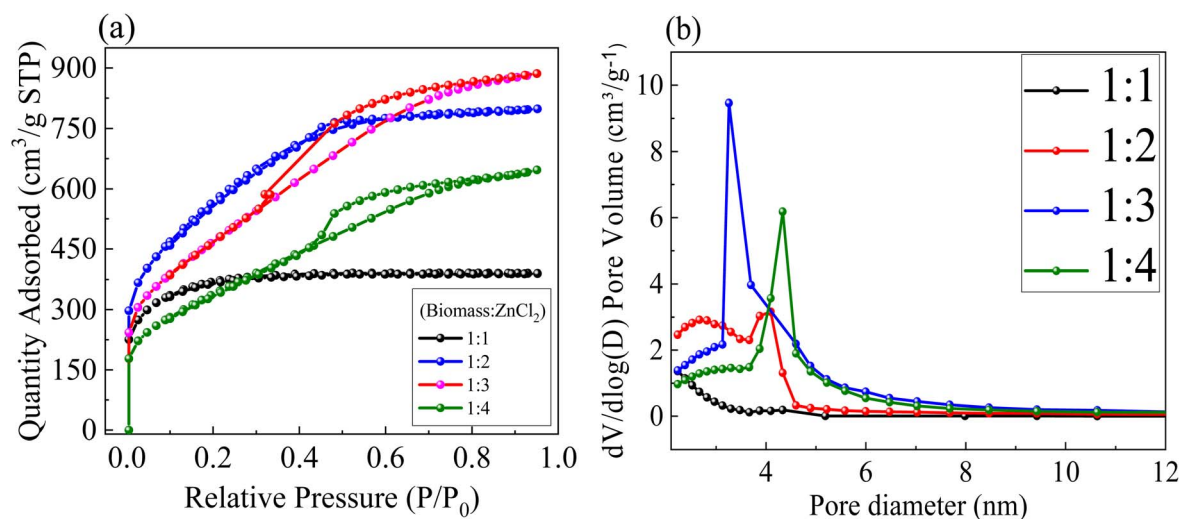 (a)
Quantity Adsorbed (cm³/g STP)
900
750
600
450
300
150
0
0.0 0.2 0.4 0.6 0.8 1.0
Relative Pressure (P/P₀)
(Biomass:ZnCl₂)
1:1
1:2
1:3
1:4
(b)
dV/dlog(D) Pore Volume (cm³/g⁻¹)
10
8
6
4
2
0
4 6 8 10 12
Pore diameter (nm)
1:1
1:2
1:3
1:4